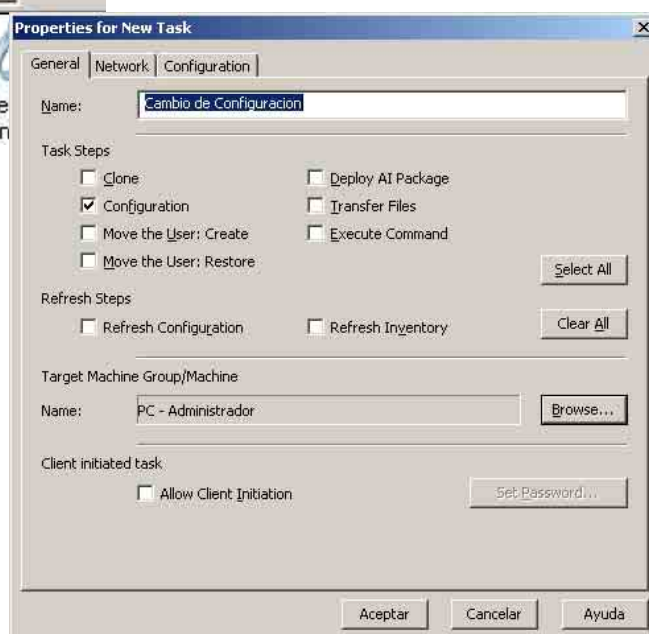 Properties for New Task
General Network Configuration
Name: Cambio de Configuracion
Task Steps
Clone Deploy AI Package
Configuration Transfer Files
Move the User: Create Execute Command
Move the User: Restore
Select All
Refresh Steps
Refresh Configuration Refresh Inventory Clear All
Target Machine Group/Machine
Name: PC - Administrador Browse...
Client initiated task
Allow Client Initiation Set Password...
Aceptar Cancelar Ayuda